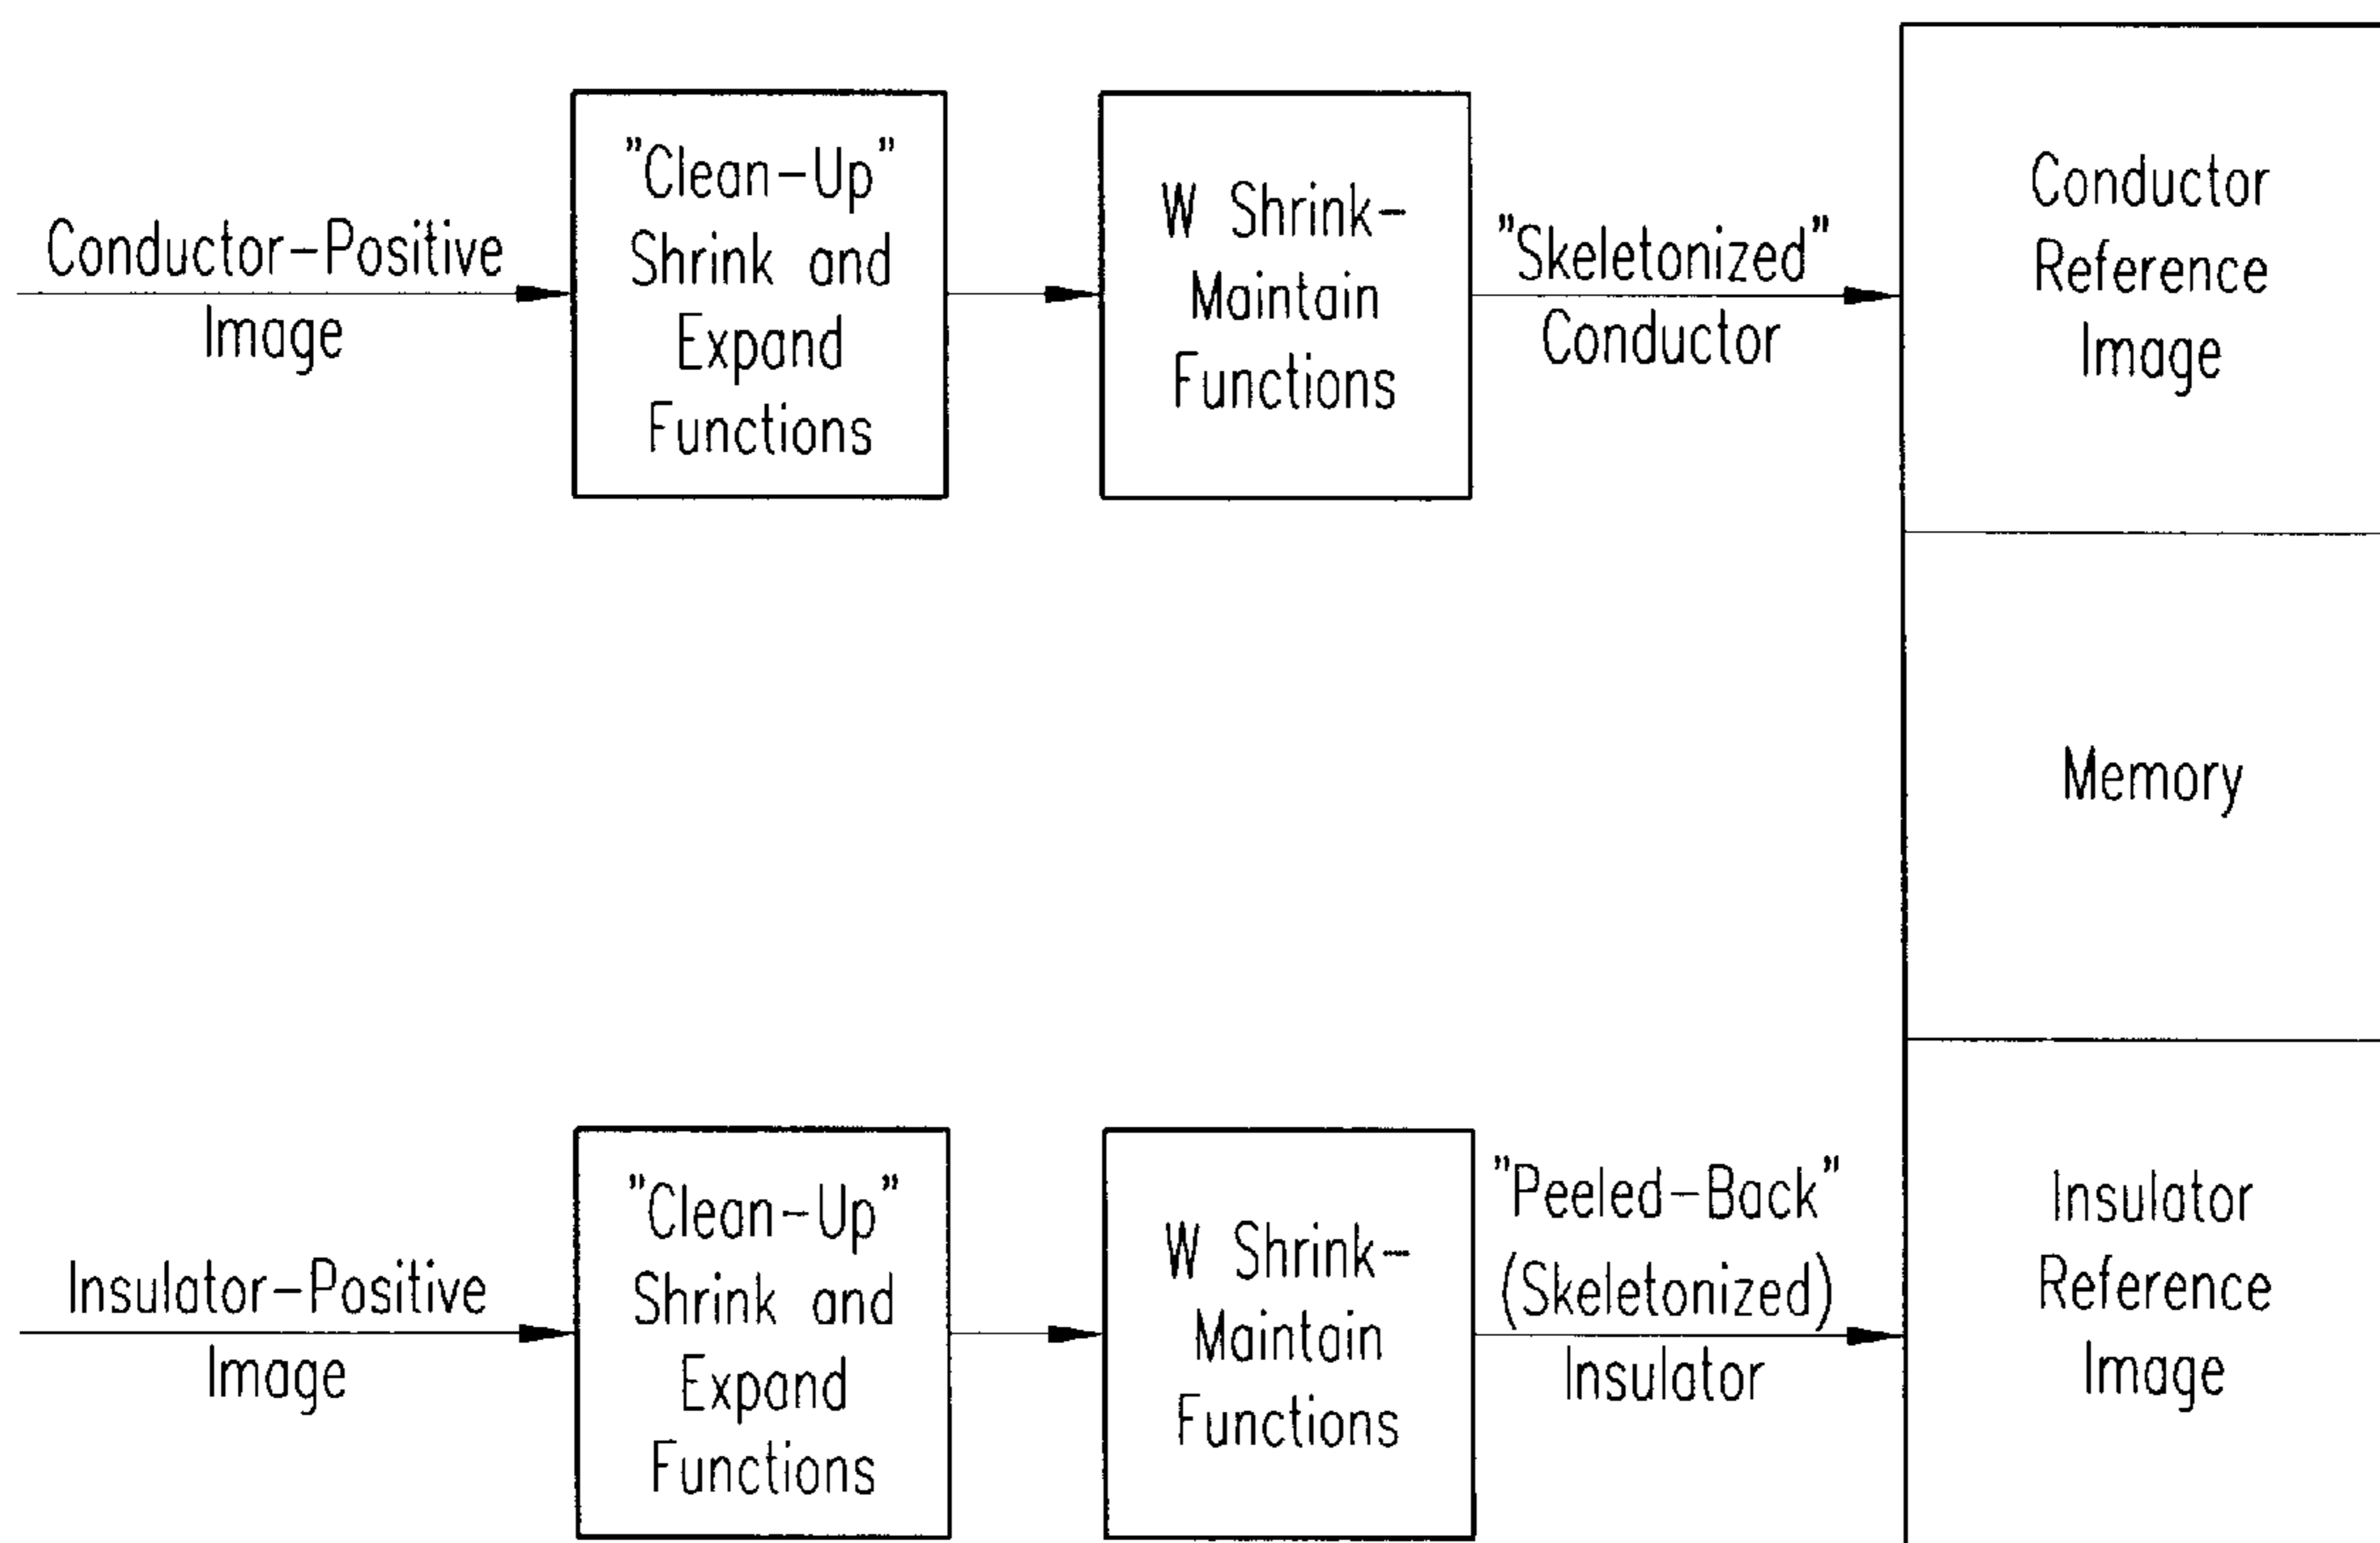 Conductor-Positive
Image
"Clean-Up"
Shrink and
Expand
Functions
W Shrink-
Maintain
Functions
"Skeletonized"
Conductor
Conductor
Reference
Image
Memory
Insulator-Positive
Image
"Clean-Up"
Shrink and
Expand
Functions
W Shrink-
Maintain
Functions
"Peeled-Back"
(Skeletonized)
Insulator
Insulator
Reference
Image